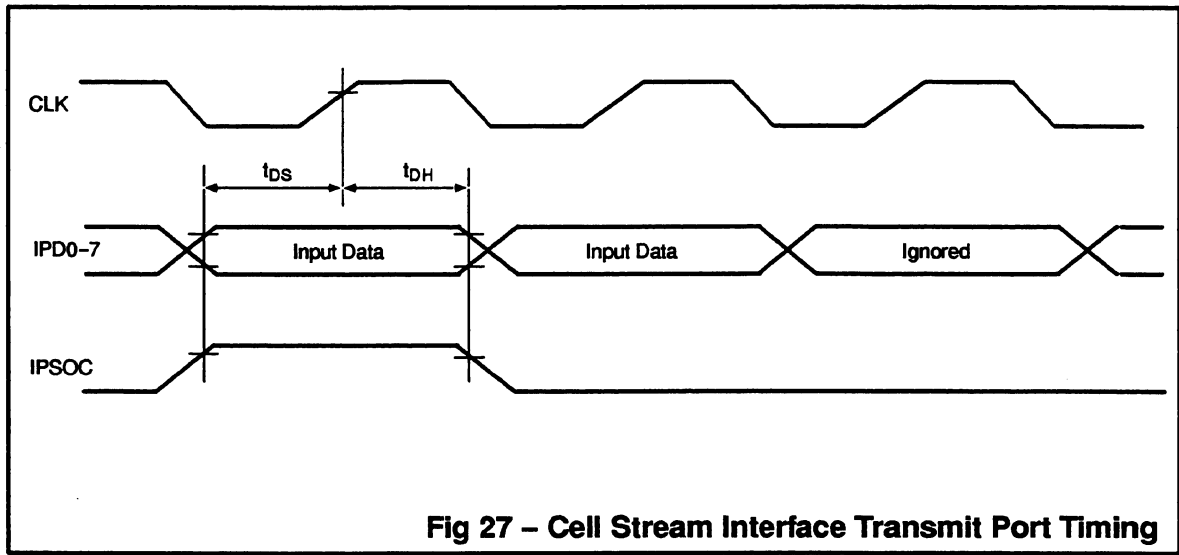 CLK
tDS
tDH
IPD0-7
Input Data
Input Data
Ignored
IPSOC
Fig 27 – Cell Stream Interface Transmit Port Timing